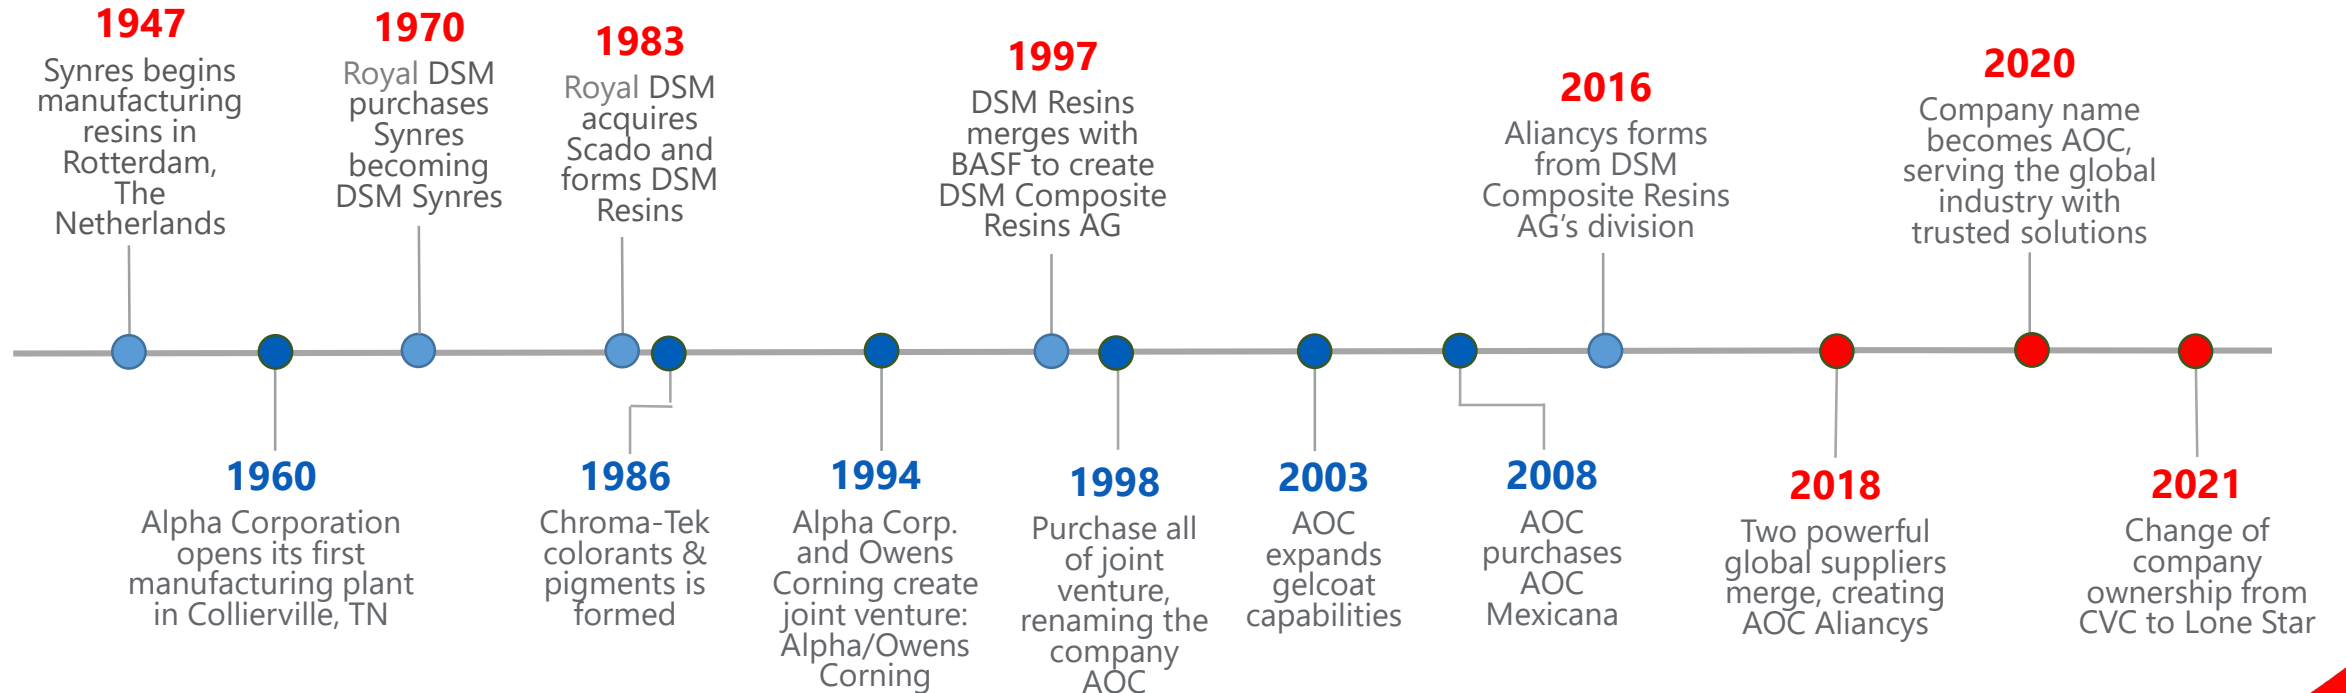 1947
Synres begins
manufacturing
resins in
Rotterdam,
The
Netherlands
1970
Royal DSM
purchases
Synres
becoming
DSM Synres
1983
Royal DSM
acquires
Scado and
forms DSM
Resins
1997
DSM Resins
merges with
BASF to create
DSM Composite
Resins AG
2016
Aliancys forms
from DSM
Composite Resins
AG’s division
2020
Company name
becomes AOC,
serving the global
industry with
trusted solutions
1960
Alpha Corporation
opens its first
manufacturing plant
in Collierville, TN
1986
Chroma-Tek
colorants &
pigments is
formed
1994
Alpha Corp.
and Owens
Corning create
joint venture:
Alpha/Owens
Corning
1998
Purchase all
of joint
venture,
renaming the
company
AOC
2003
AOC
expands
gelcoat
capabilities
2008
AOC
purchases
AOC
Mexicana
2018
Two powerful
global suppliers
merge, creating
AOC Aliancys
2021
Change of
company
ownership from
CVC to Lone Star